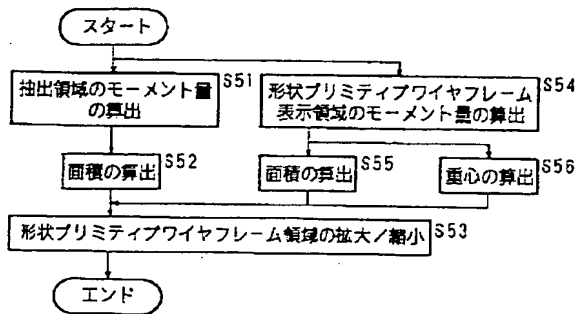 スタート
抽出領域のモーメント量
の算出
S51
形状プリミティブワイヤフレーム
表示領域のモーメント量の算出
S54
面積の算出
S52
面積の算出
S55
重心の算出
S56
形状プリミティブワイヤフレーム領域の拡大/縮小
S53
エンド